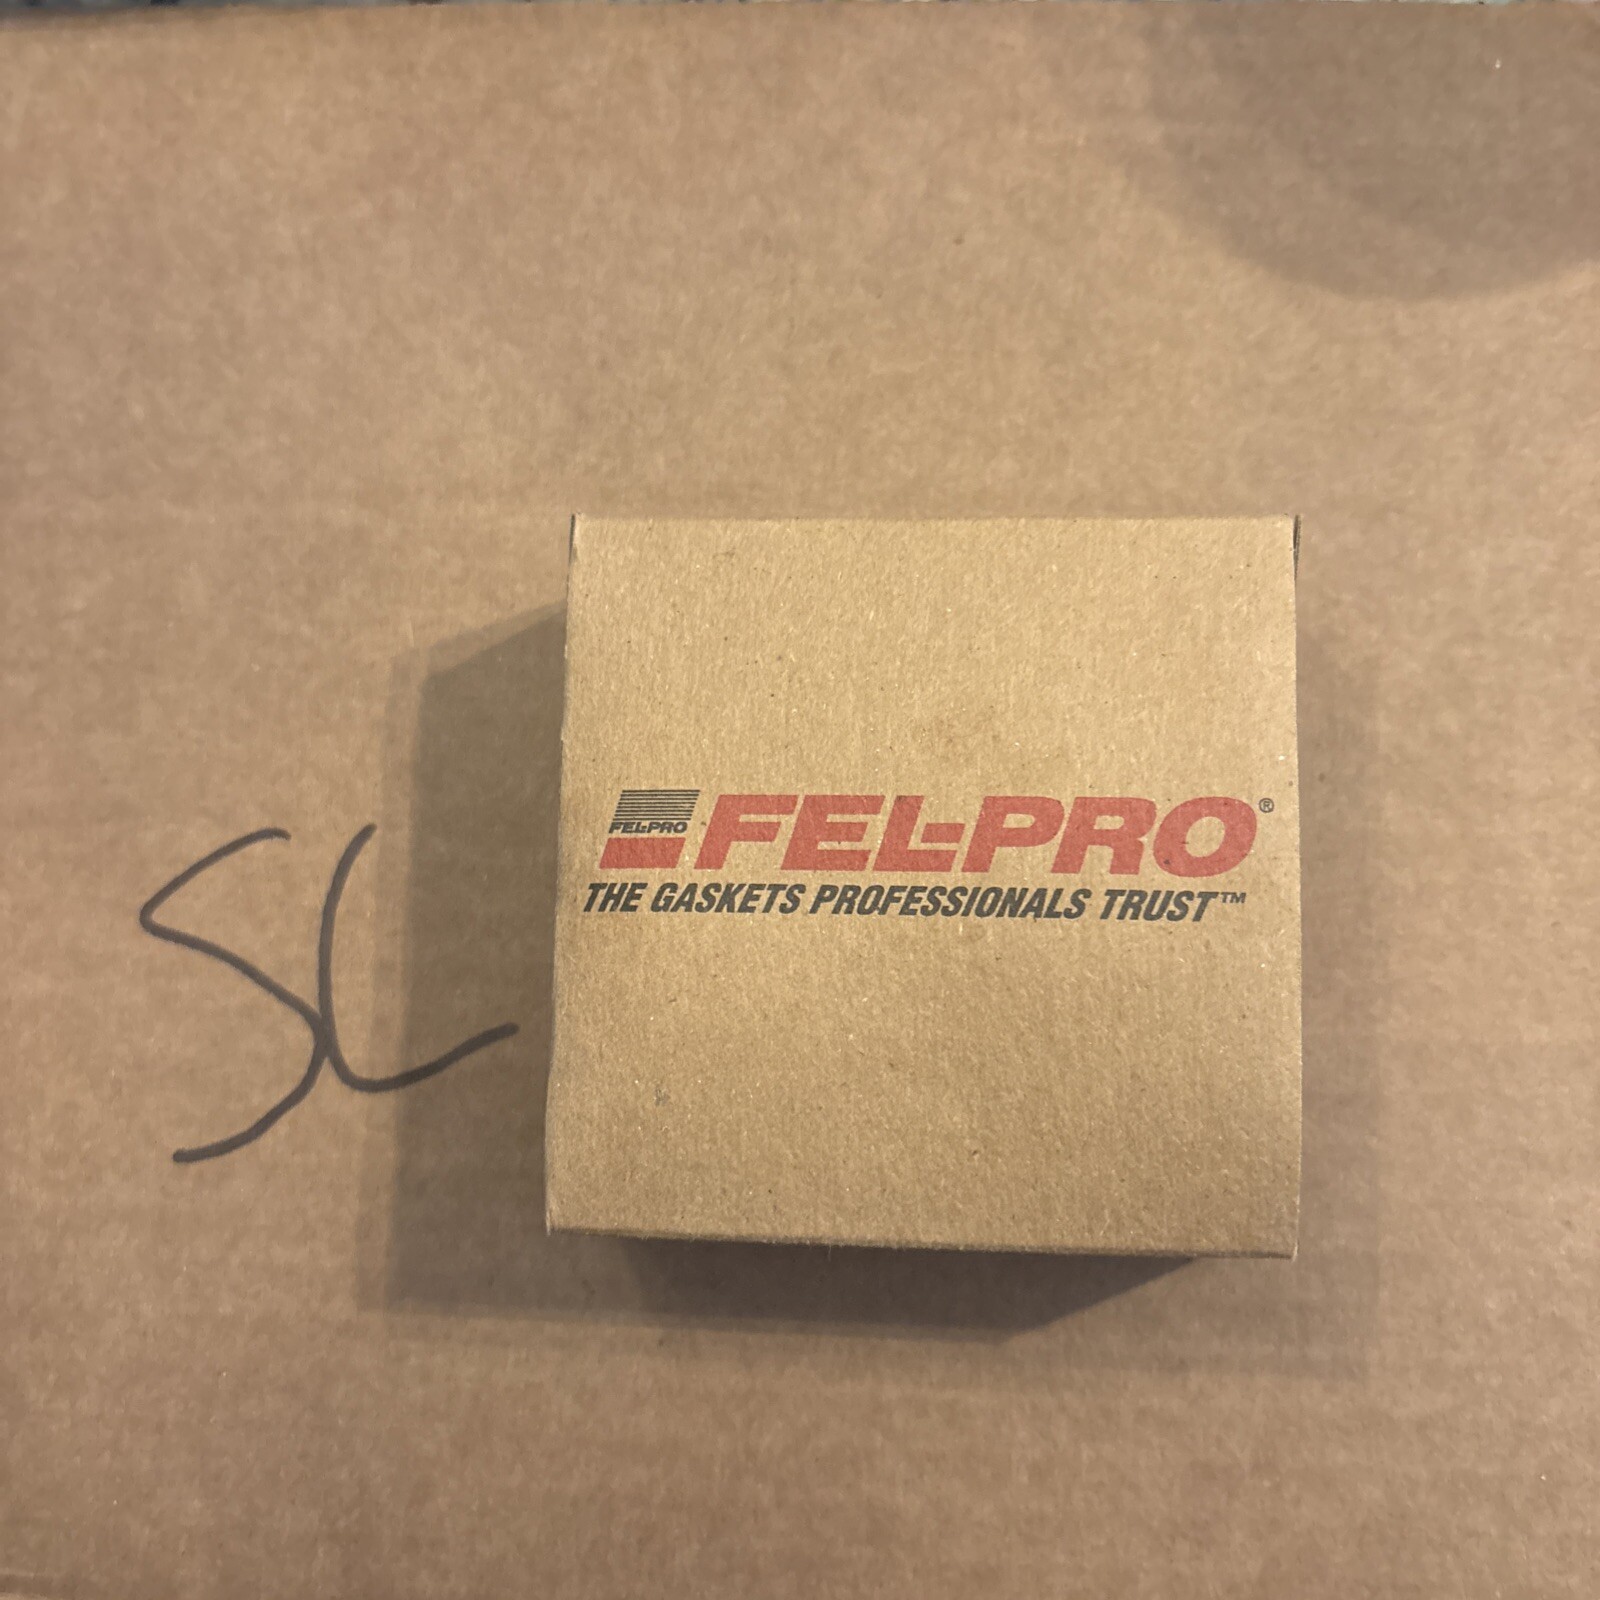 SL
FEL-PRO
FEL-PRO®
THE GASKETS PROFESSIONALS TRUST™